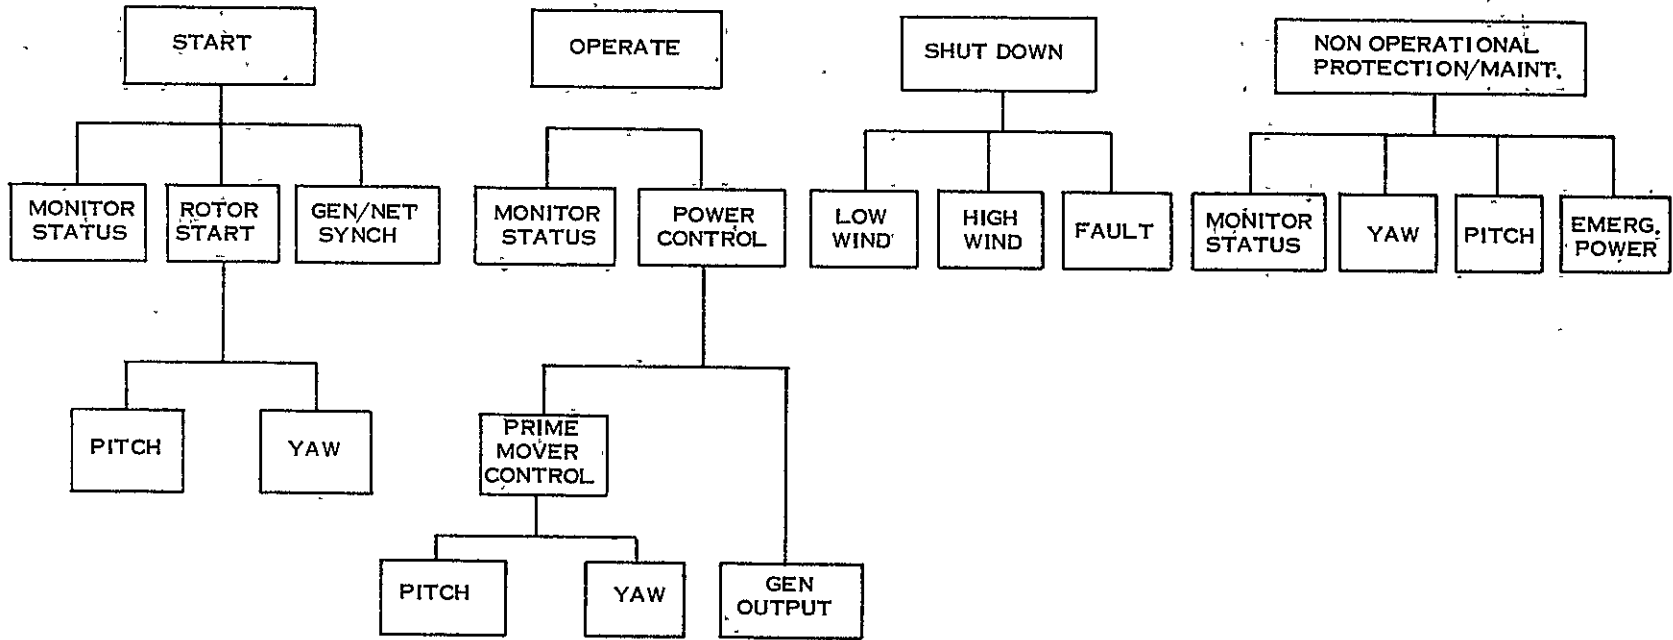 START
OPERATE
SHUT DOWN
NON OPERATIONAL
PROTECTION/MAINT.
MONITOR
STATUS
ROTOR
START
GEN/NET
SYNCH
MONITOR
STATUS
POWER
CONTROL
LOW
WIND
HIGH
WIND
FAULT
MONITOR
STATUS
YAW
PITCH
EMERG.
POWER
PITCH
YAW
PRIME
MOVER
CONTROL
PITCH
YAW
GEN
OUTPUT